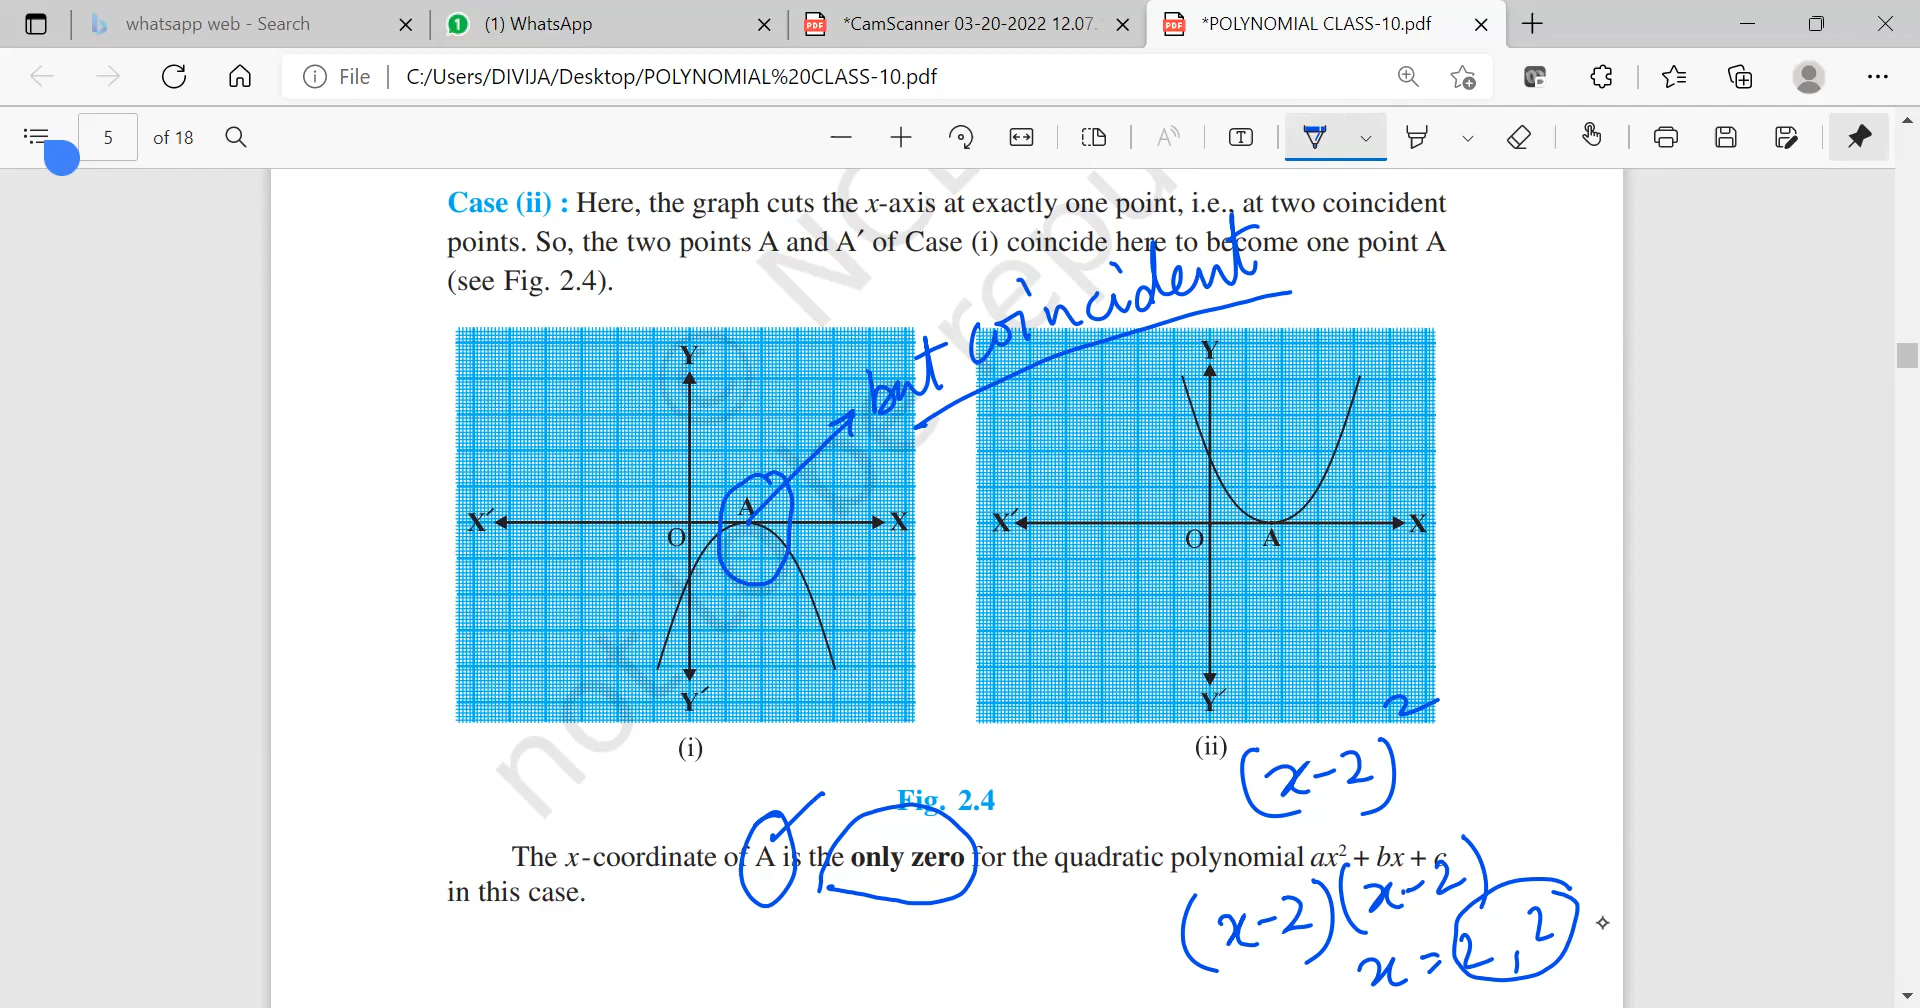 whatsapp web - Search
(1) WhatsApp
*CamScanner 03-20-2022 12.07.
*POLYNOMIAL CLASS-10.pdf
File
C:/Users/DIVIJA/Desktop/POLYNOMIAL%20CLASS-10.pdf
5 of 18
Case (ii) : Here, the graph cuts the x-axis at exactly one point, i.e., at two coincident
points. So, the two points A and A′ of Case (i) coincide here to become one point A
(see Fig. 2.4).
but coincident
Y
A
X′
X
O
Y′
(i)
Y
X′
X
O
A
Y′
(ii)
2
(x-2)
Fig. 2.4
The x-coordinate of A is the only zero for the quadratic polynomial ax² + bx + c
in this case.
(x-2)(x-2)
x = 2, 2